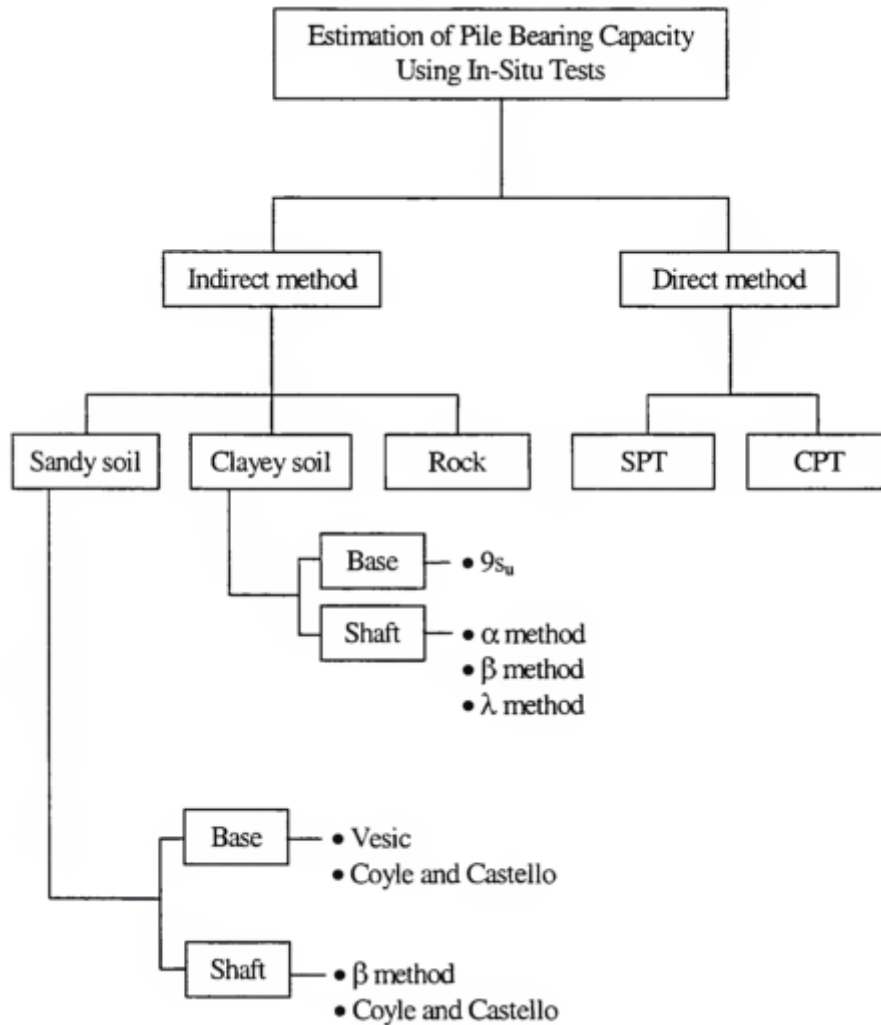 Estimation of Pile Bearing Capacity
Using In-Situ Tests
Indirect method
Direct method
Sandy soil
Clayey soil
Rock
SPT
CPT
Base
• 9sᵤ
Shaft
• α method
• β method
• λ method
Base
• Vesic
• Coyle and Castello
Shaft
• β method
• Coyle and Castello